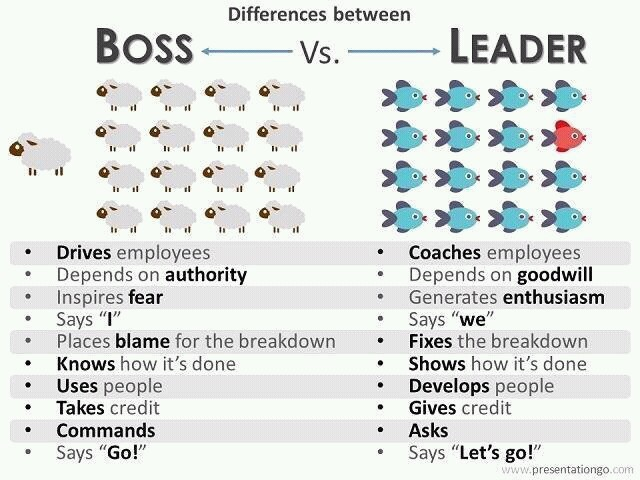 Differences between
BOSS Vs. LEADER
• Drives employees
• Depends on authority
• Inspires fear
• Says “I”
• Places blame for the breakdown
• Knows how it’s done
• Uses people
• Takes credit
• Commands
• Says “Go!”
• Coaches employees
• Depends on goodwill
• Generates enthusiasm
• Says “we”
• Fixes the breakdown
• Shows how it’s done
• Develops people
• Gives credit
• Asks
• Says “Let’s go!”
www.presentationgo.com